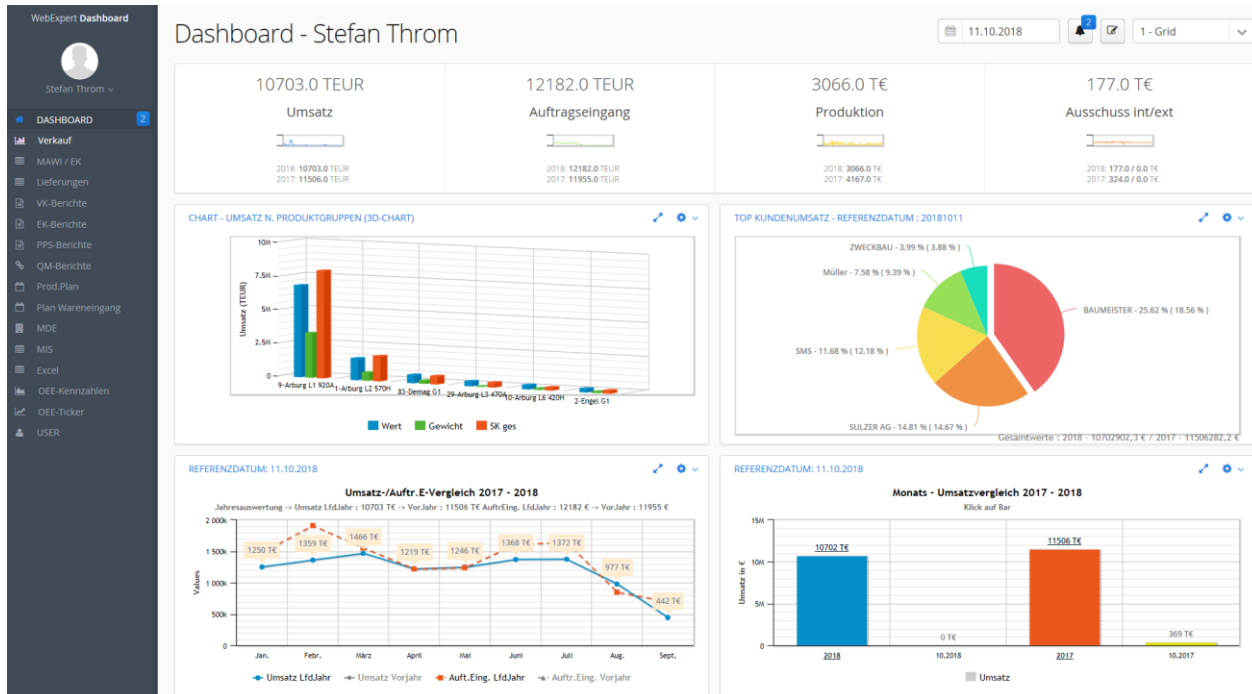 WebExpert Dashboard
Stefan Throm
DASHBOARD 2
Verkauf
MAWI / EK
Lieferungen
VK-Berichte
EK-Berichte
PPS-Berichte
QM-Berichte
Prod.Plan
Plan Wareneingang
MDE
MIS
Excel
OEE-Kennzahlen
OEE-Ticker
USER
Dashboard - Stefan Throm
11.10.2018
2
1 - Grid
10703.0 TEUR
Umsatz
2018: 10703.0 TEUR
2017: 11506.0 TEUR
12182.0 TEUR
Auftragseingang
2018: 12182.0 TEUR
2017: 11955.0 TEUR
3066.0 T€
Produktion
2018: 3066.0 T€
2017: 4167.0 T€
177.0 T€
Ausschuss int/ext
2018: 177.0 / 0.0 T€
2017: 324.0 / 0.0 T€
CHART - UMSATZ N. PRODUKTGRUPPEN (3D-CHART)
Umsatz (TEUR)
10M
7.5M
5M
2.5M
0
9-Arburg L1 920A
1-Arburg L2 570H
83-Demag G1
29-Arburg L3 470A
10-Arburg L6 420H
2-Engel G1
Wert Gewicht SK ges
TOP KUNDENUMSATZ - REFERENZDATUM : 20181011
ZWECKBAU - 3.99 % ( 3.88 % )
Müller - 7.58 % ( 9.39 % )
BAUMEISTER - 25.62 % ( 18.56 % )
SMS - 11.68 % ( 12.18 % )
SULZER AG - 14.81 % ( 14.67 % )
Gesamtwerte : 2018 - 10702902,3 € / 2017 - 11506282,2 €
REFERENZDATUM: 11.10.2018
Umsatz-/Auftr.E-Vergleich 2017 - 2018
Jahresauswertung -> Umsatz LfdJahr : 10703 T€ -> Vor.Jahr : 11506 T€ AuftrEing. LfdJahr : 12182 € -> VorJahr : 11955 €
Values
2 000k
1 500k
1 000k
500k
0
1250 T€
1359 T€
1466 T€
1219 T€
1246 T€
1368 T€
1372 T€
977 T€
442 T€
Jan. Febr. März April Mai Juni Juli Aug. Sept.
Umsatz LfdJahr Umsatz Vorjahr Auft.Eing. LfdJahr Auftr.Eing. Vorjahr
REFERENZDATUM: 11.10.2018
Monats - Umsatzvergleich 2017 - 2018
Klick auf Bar
Umsatz in €
15M
10M
5M
0
10702 T€
0 T€
11506 T€
369 T€
2018 10.2018 2017 10.2017
Umsatz